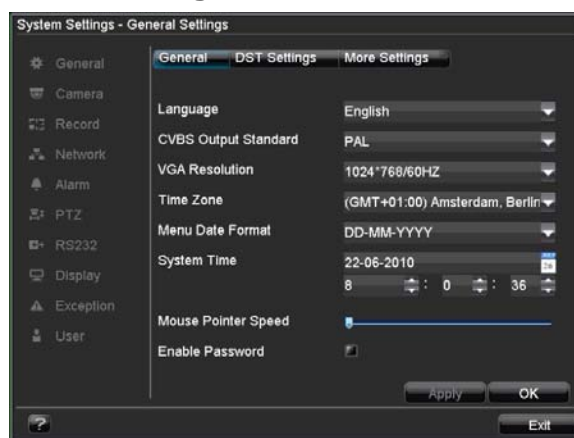 System Settings - General Settings
General
Camera
Record
Network
Alarm
PTZ
RS232
Display
Exception
User
General DST Settings More Settings
Language English
CVBS Output Standard PAL
VGA Resolution 1024*768/60HZ
Time Zone (GMT+01:00) Amsterdam, Berlin
Menu Date Format DD-MM-YYYY
System Time 22-06-2010
8 : 0 : 36
Mouse Pointer Speed
Enable Password
Apply OK
? Exit